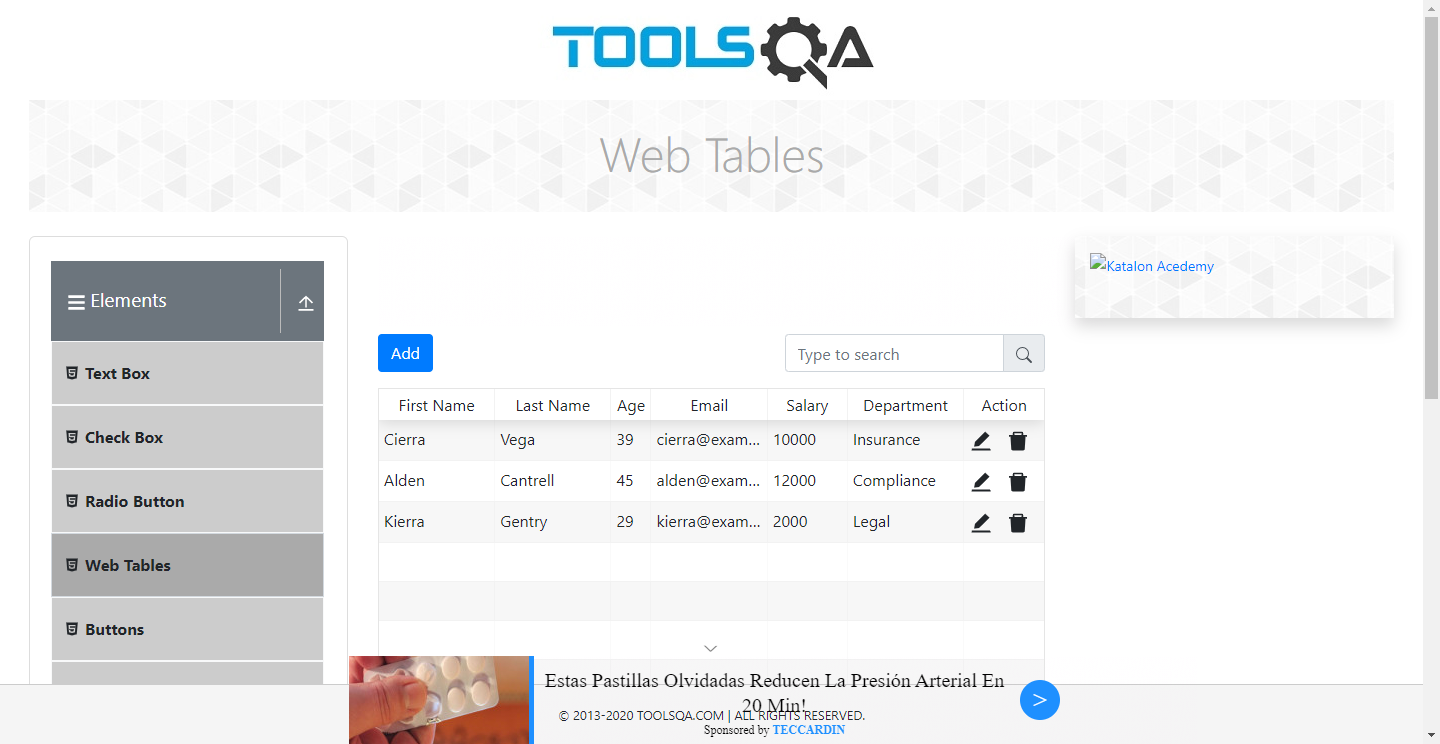 TOOLSQA
Web Tables
Elements
Text Box
Check Box
Radio Button
Web Tables
Buttons
Add
Type to search
First Name Last Name Age Email Salary Department Action
Cierra Vega 39 cierra@exam... 10000 Insurance
Alden Cantrell 45 alden@exam... 12000 Compliance
Kierra Gentry 29 kierra@exam... 2000 Legal
Katalon Acedemy
Estas Pastillas Olvidadas Reducen La Presión Arterial En
20 Min!
>
© 2013-2020 TOOLSQA.COM | ALL RIGHTS RESERVED.
Sponsored by TECCARDIN